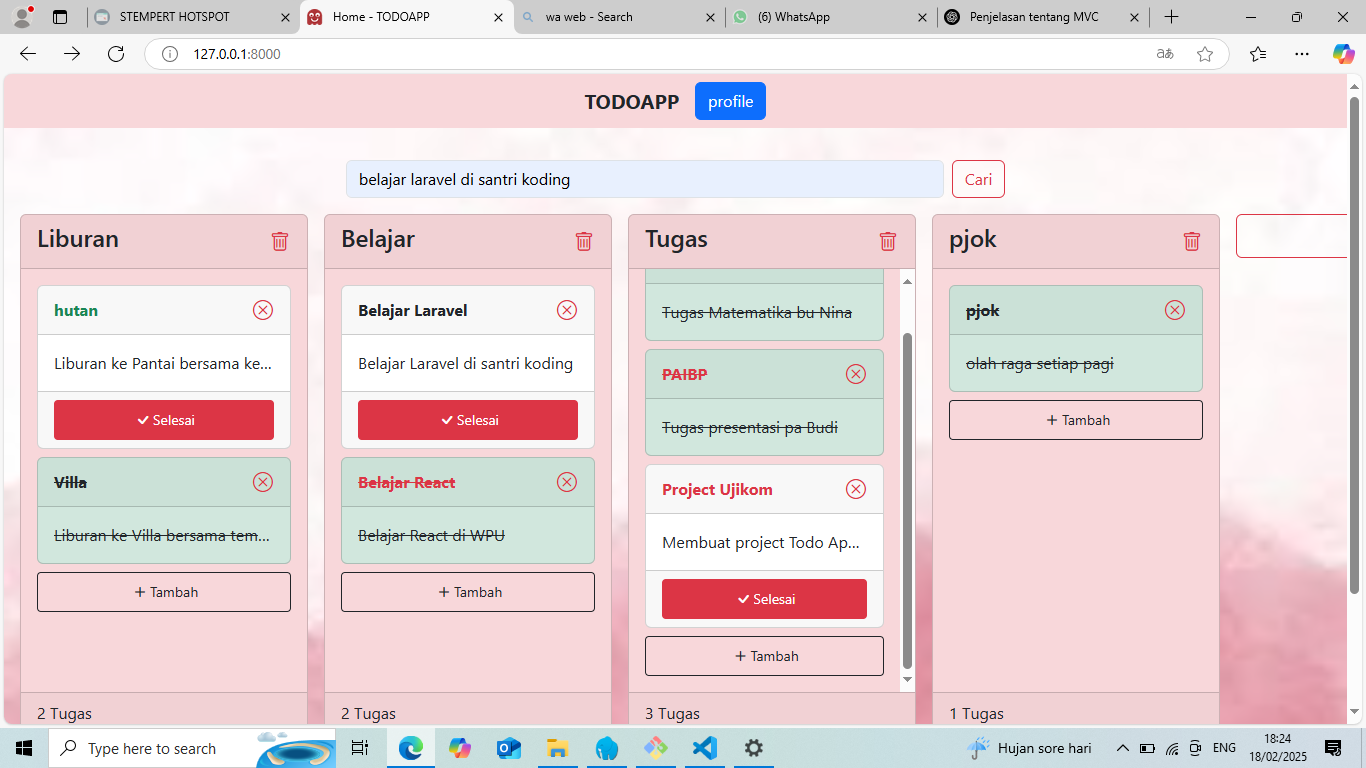 STEMPERT HOTSPOT
Home - TODOAPP
wa web - Search
(6) WhatsApp
Penjelasan tentang MVC
127.0.0.1:8000
aあ
TODOAPP
profile
belajar laravel di santri koding
Cari
Liburan
hutan
Liburan ke Pantai bersama ke...
Selesai
Villa
Liburan ke Villa bersama tem...
+ Tambah
2 Tugas
Belajar
Belajar Laravel
Belajar Laravel di santri koding
Selesai
Belajar React
Belajar React di WPU
+ Tambah
2 Tugas
Tugas
Tugas Matematika bu Nina
PAIBP
Tugas presentasi pa Budi
Project Ujikom
Membuat project Todo Ap...
Selesai
+ Tambah
3 Tugas
pjok
pjok
olah raga setiap pagi
+ Tambah
1 Tugas
Type here to search
Hujan sore hari
ENG
18:24
18/02/2025